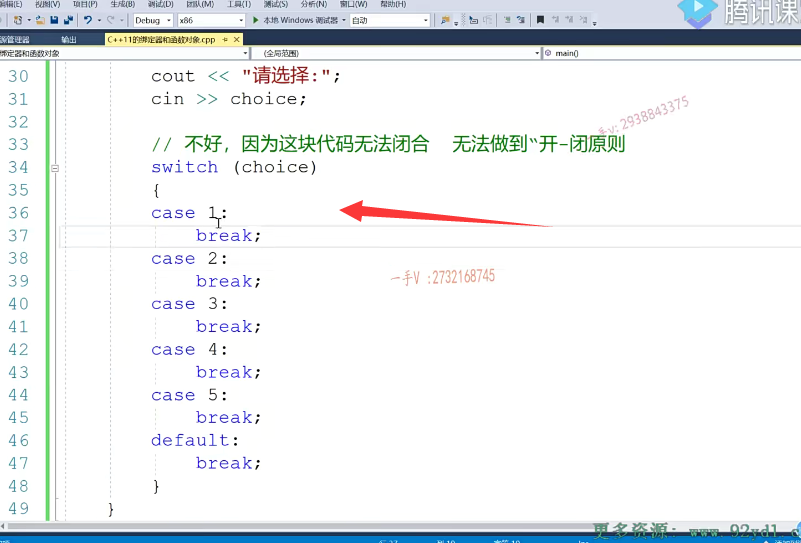 编辑(E) 视图(V) 项目(P) 生成(B) 调试(D) 团队(M) 工具(T) 测试(S) 分析(N) 窗口(W) 帮助(H)
Debug x86 本地 Windows 调试器 自动
腾讯课
源管理器 输出 C++11的绑定器和函数对象.cpp
绑定器和函数对象 (全局范围) main()
30 cout << "请选择:";
31 cin >> choice;
手v:2938843375
32
33 // 不好，因为这块代码无法闭合 无法做到“开-闭原则
34 switch (choice)
35 {
36 case 1:
37 break;
38 case 2:
一手V :2732168745
39 break;
40 case 3:
41 break;
42 case 4:
43 break;
44 case 5:
45 break;
46 default:
47 break;
48 }
49 }
更多资源: www.92ydl.c